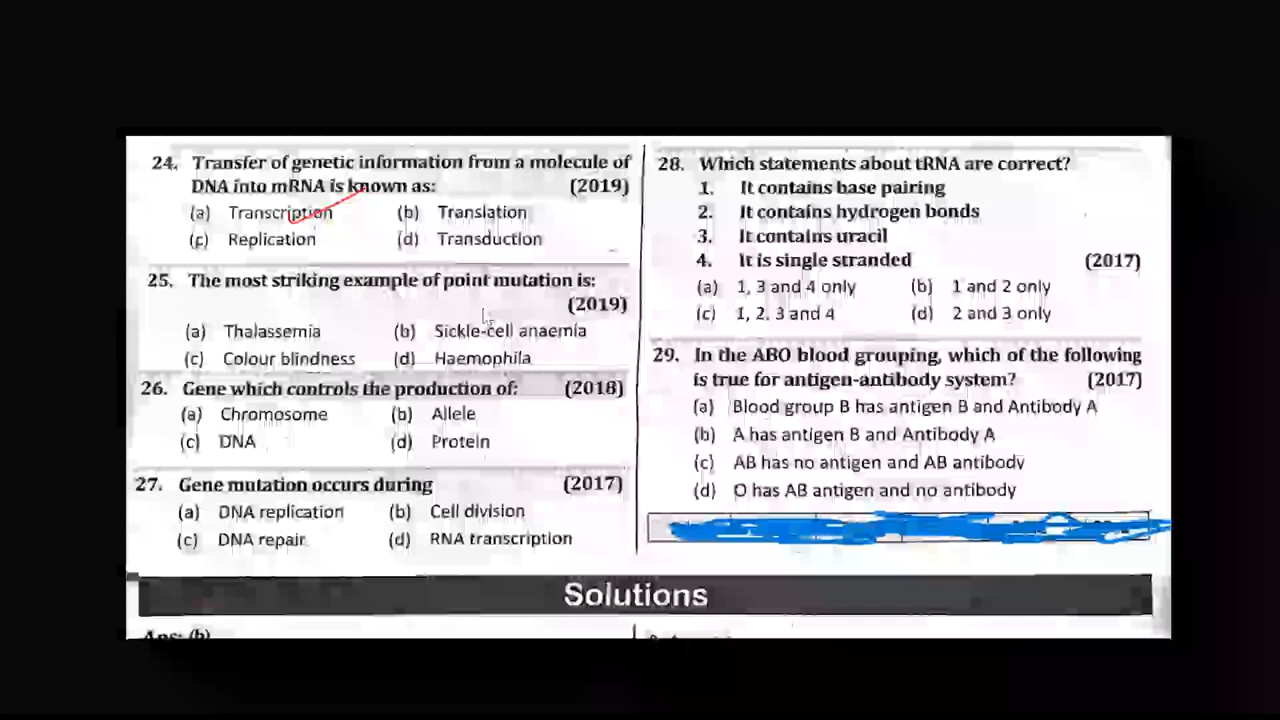 24. Transfer of genetic information from a molecule of
DNA into mRNA is known as: (2019)
(a) Transcription (b) Translation
(c) Replication (d) Transduction
25. The most striking example of point mutation is:
(2019)
(a) Thalassemia (b) Sickle-cell anaemia
(c) Colour blindness (d) Haemophila
26. Gene which controls the production of: (2018)
(a) Chromosome (b) Allele
(c) DNA (d) Protein
27. Gene mutation occurs during (2017)
(a) DNA replication (b) Cell division
(c) DNA repair (d) RNA transcription
28. Which statements about tRNA are correct?
1. It contains base pairing
2. It contains hydrogen bonds
3. It contains uracil
4. It is single stranded (2017)
(a) 1, 3 and 4 only (b) 1 and 2 only
(c) 1, 2, 3 and 4 (d) 2 and 3 only
29. In the ABO blood grouping, which of the following
is true for antigen-antibody system? (2017)
(a) Blood group B has antigen B and Antibody A
(b) A has antigen B and Antibody A
(c) AB has no antigen and AB antibody
(d) O has AB antigen and no antibody
Solutions
Ans: (b)